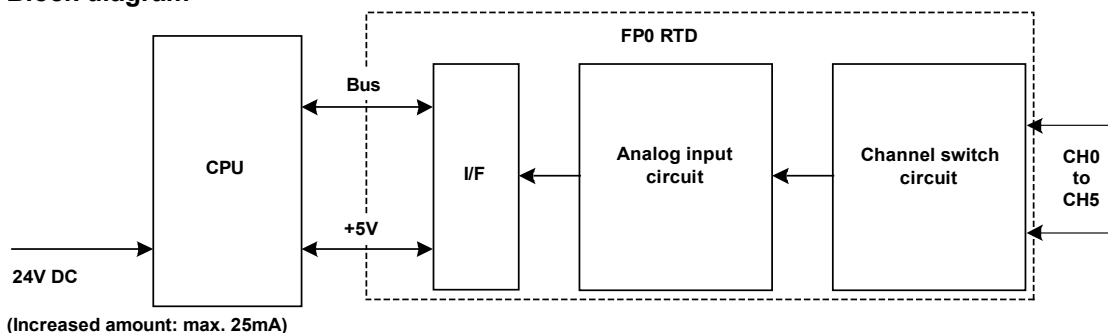 Block diagram
FP0 RTD
Bus
CPU
I/F
Analog input
circuit
Channel switch
circuit
CH0
to
CH5
+5V
24V DC
(Increased amount: max. 25mA)